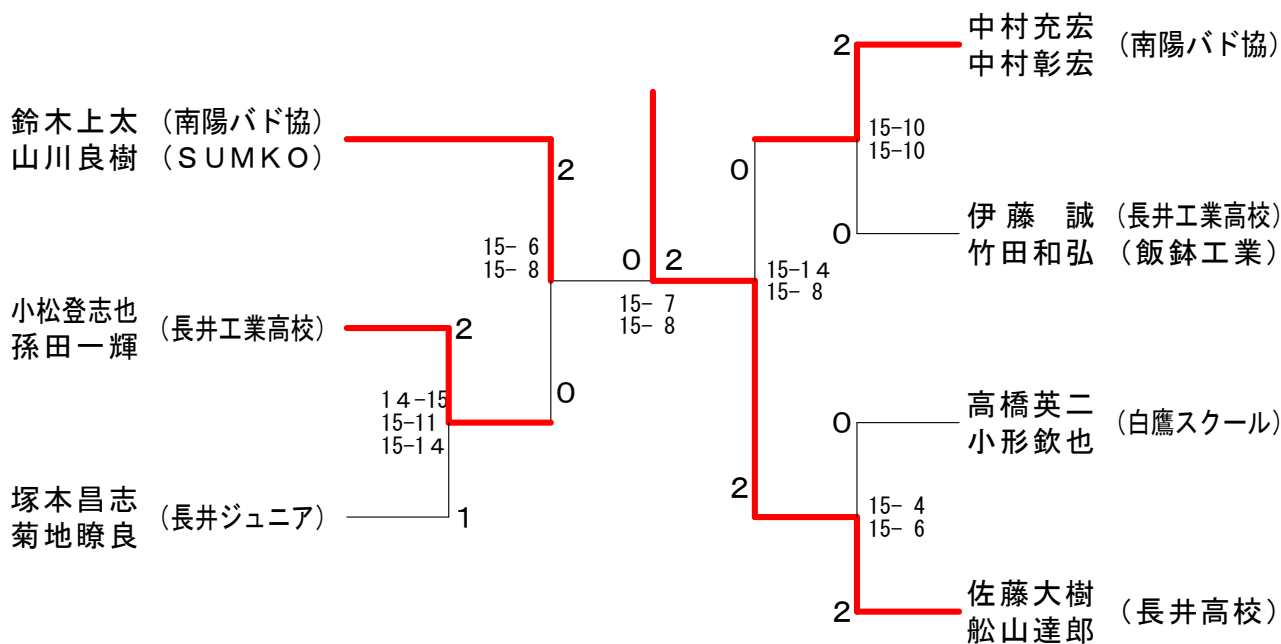 鈴木上太 (南陽バド協)
山川良樹 (SUMKO)
2
15- 6
15- 8
小松登志也
孫田一輝 (長井工業高校)
2
0
14-15
15-11
15-14
塚本昌志
菊地瞭良 (長井ジュニア)
1
0 2
15- 7
15- 8
中村充宏
中村彰宏 (南陽バド協)
2
15-10
15-10
0
伊藤 誠 (長井工業高校)
竹田和弘 (飯鉢工業)
0
15-14
15- 8
高橋英二
小形欽也 (白鷹スクール)
0
2
15- 4
15- 6
佐藤大樹
舩山達郎 (長井高校)
2